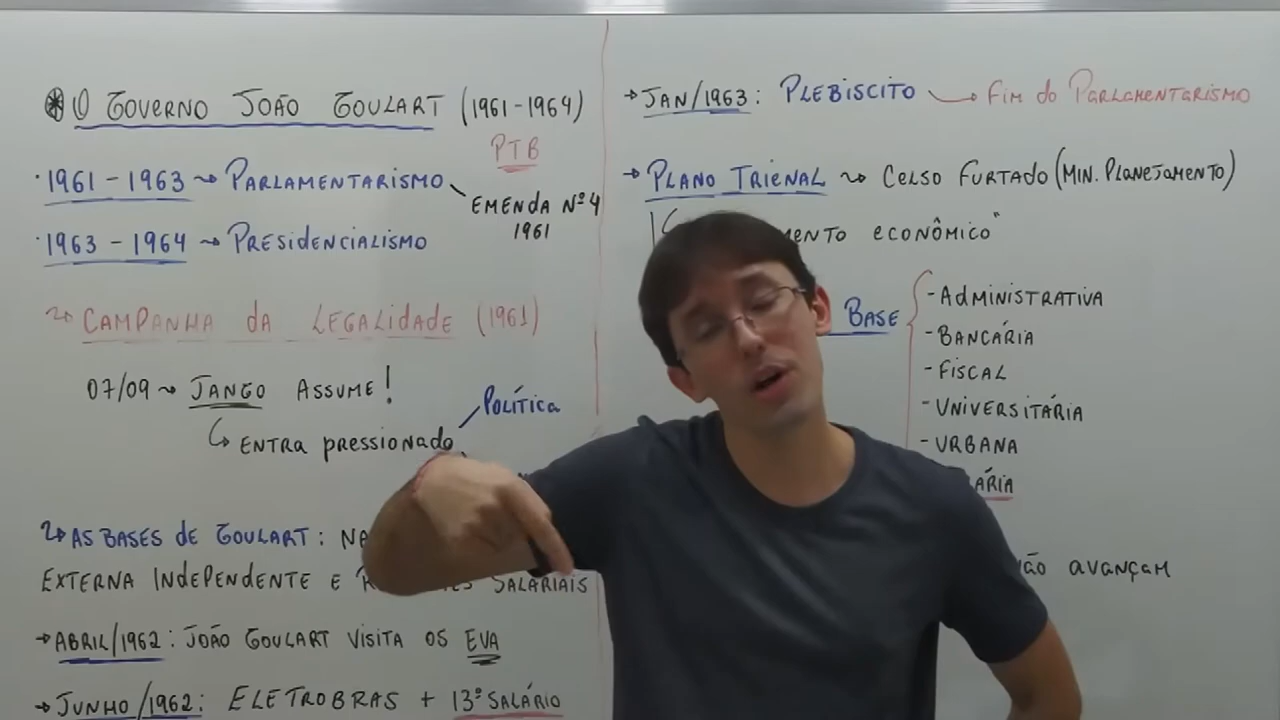 O GOVERNO JOÃO GOULART (1961-1964)
PTB
1961-1963 → PARLAMENTARISMO
EMENDA Nº4
1961
1963-1964 → PRESIDENCIALISMO
CAMPANHA da LEGALIDADE (1961)
07/09 → JANGO ASSUME!
ENTRA pressionado
POLÍTICA
AS BASES dE GOULART:
EXTERNA INdEPENDENTE E SALARIAIS
→ ABRIL/1962: JOÃO GOULART VISITA OS EUA
→ JUNHO/1962: ELETROBRAS + 13º SALÁRIO
→ JAN/1963: PLEBISCITO → FIM do PARLAMENTARISMO
→ PLANO TRIENAL → CELSO FURTADO (MIN. PLANEJAMENTO)
ECONÔMICO"
BASE
- AdMINISTRATIVA
- BANCÁRIA
- FISCAL
- UNIVERSITÁRIA
- URBANA
AVANÇAM